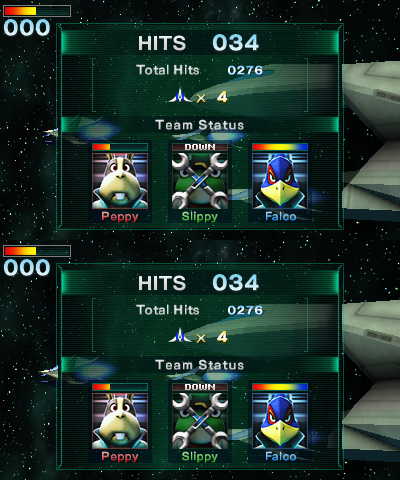 000
HITS 034
Total Hits 0276
× 4
Team Status
DOWN
Peppy Slippy Falco
000
HITS 034
Total Hits 0276
× 4
Team Status
DOWN
Peppy Slippy Falco